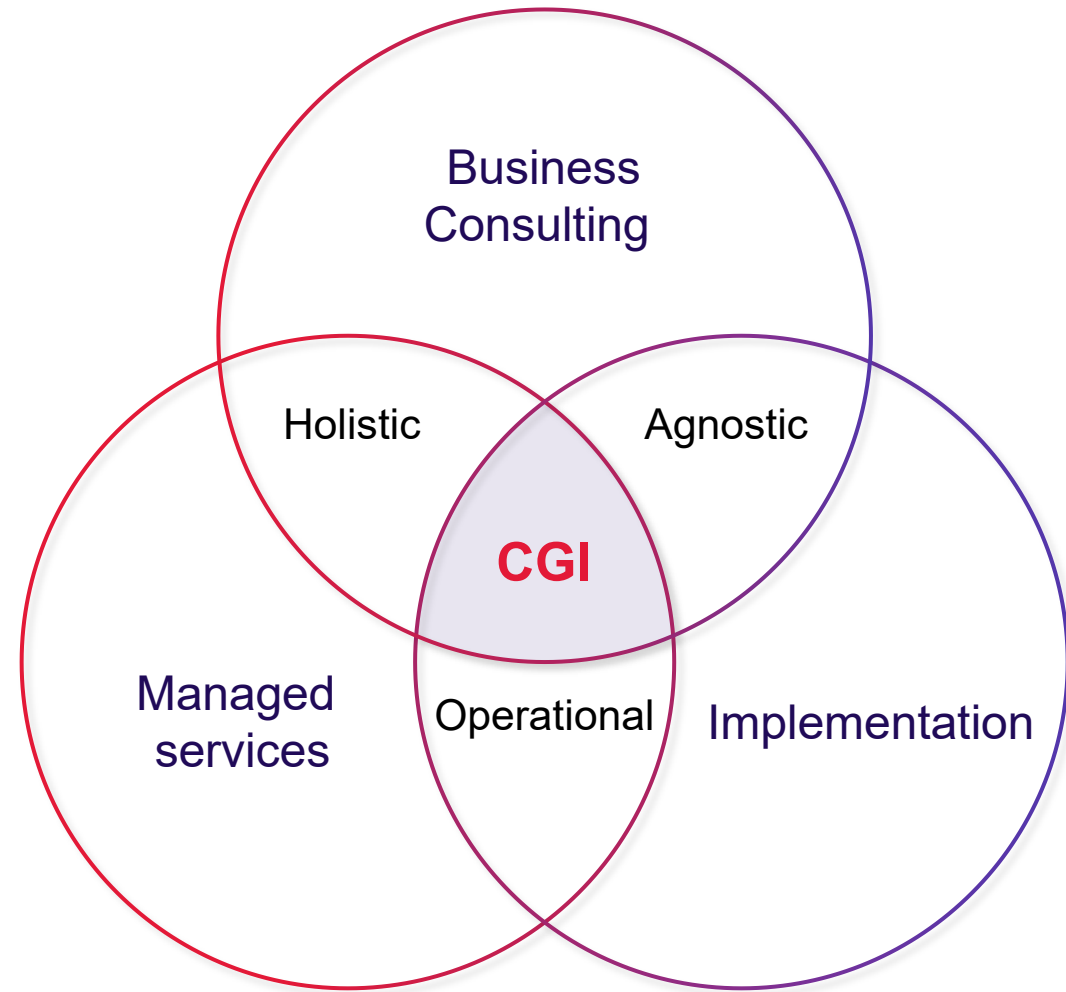 Business
Consulting
Holistic
Agnostic
CGI
Managed
services
Operational
Implementation